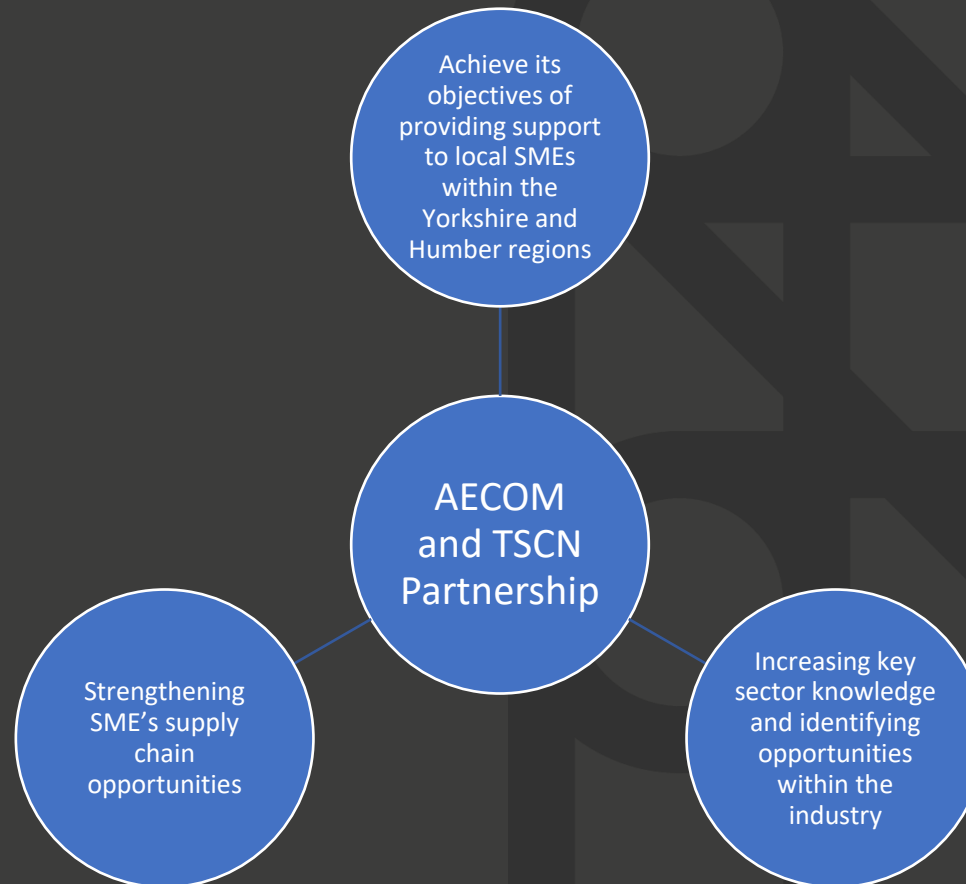 Achieve its
objectives of
providing support
to local SMEs
within the
Yorkshire and
Humber regions
AECOM
and TSCN
Partnership
Strengthening
SME’s supply
chain
opportunities
Increasing key
sector knowledge
and identifying
opportunities
within the
industry